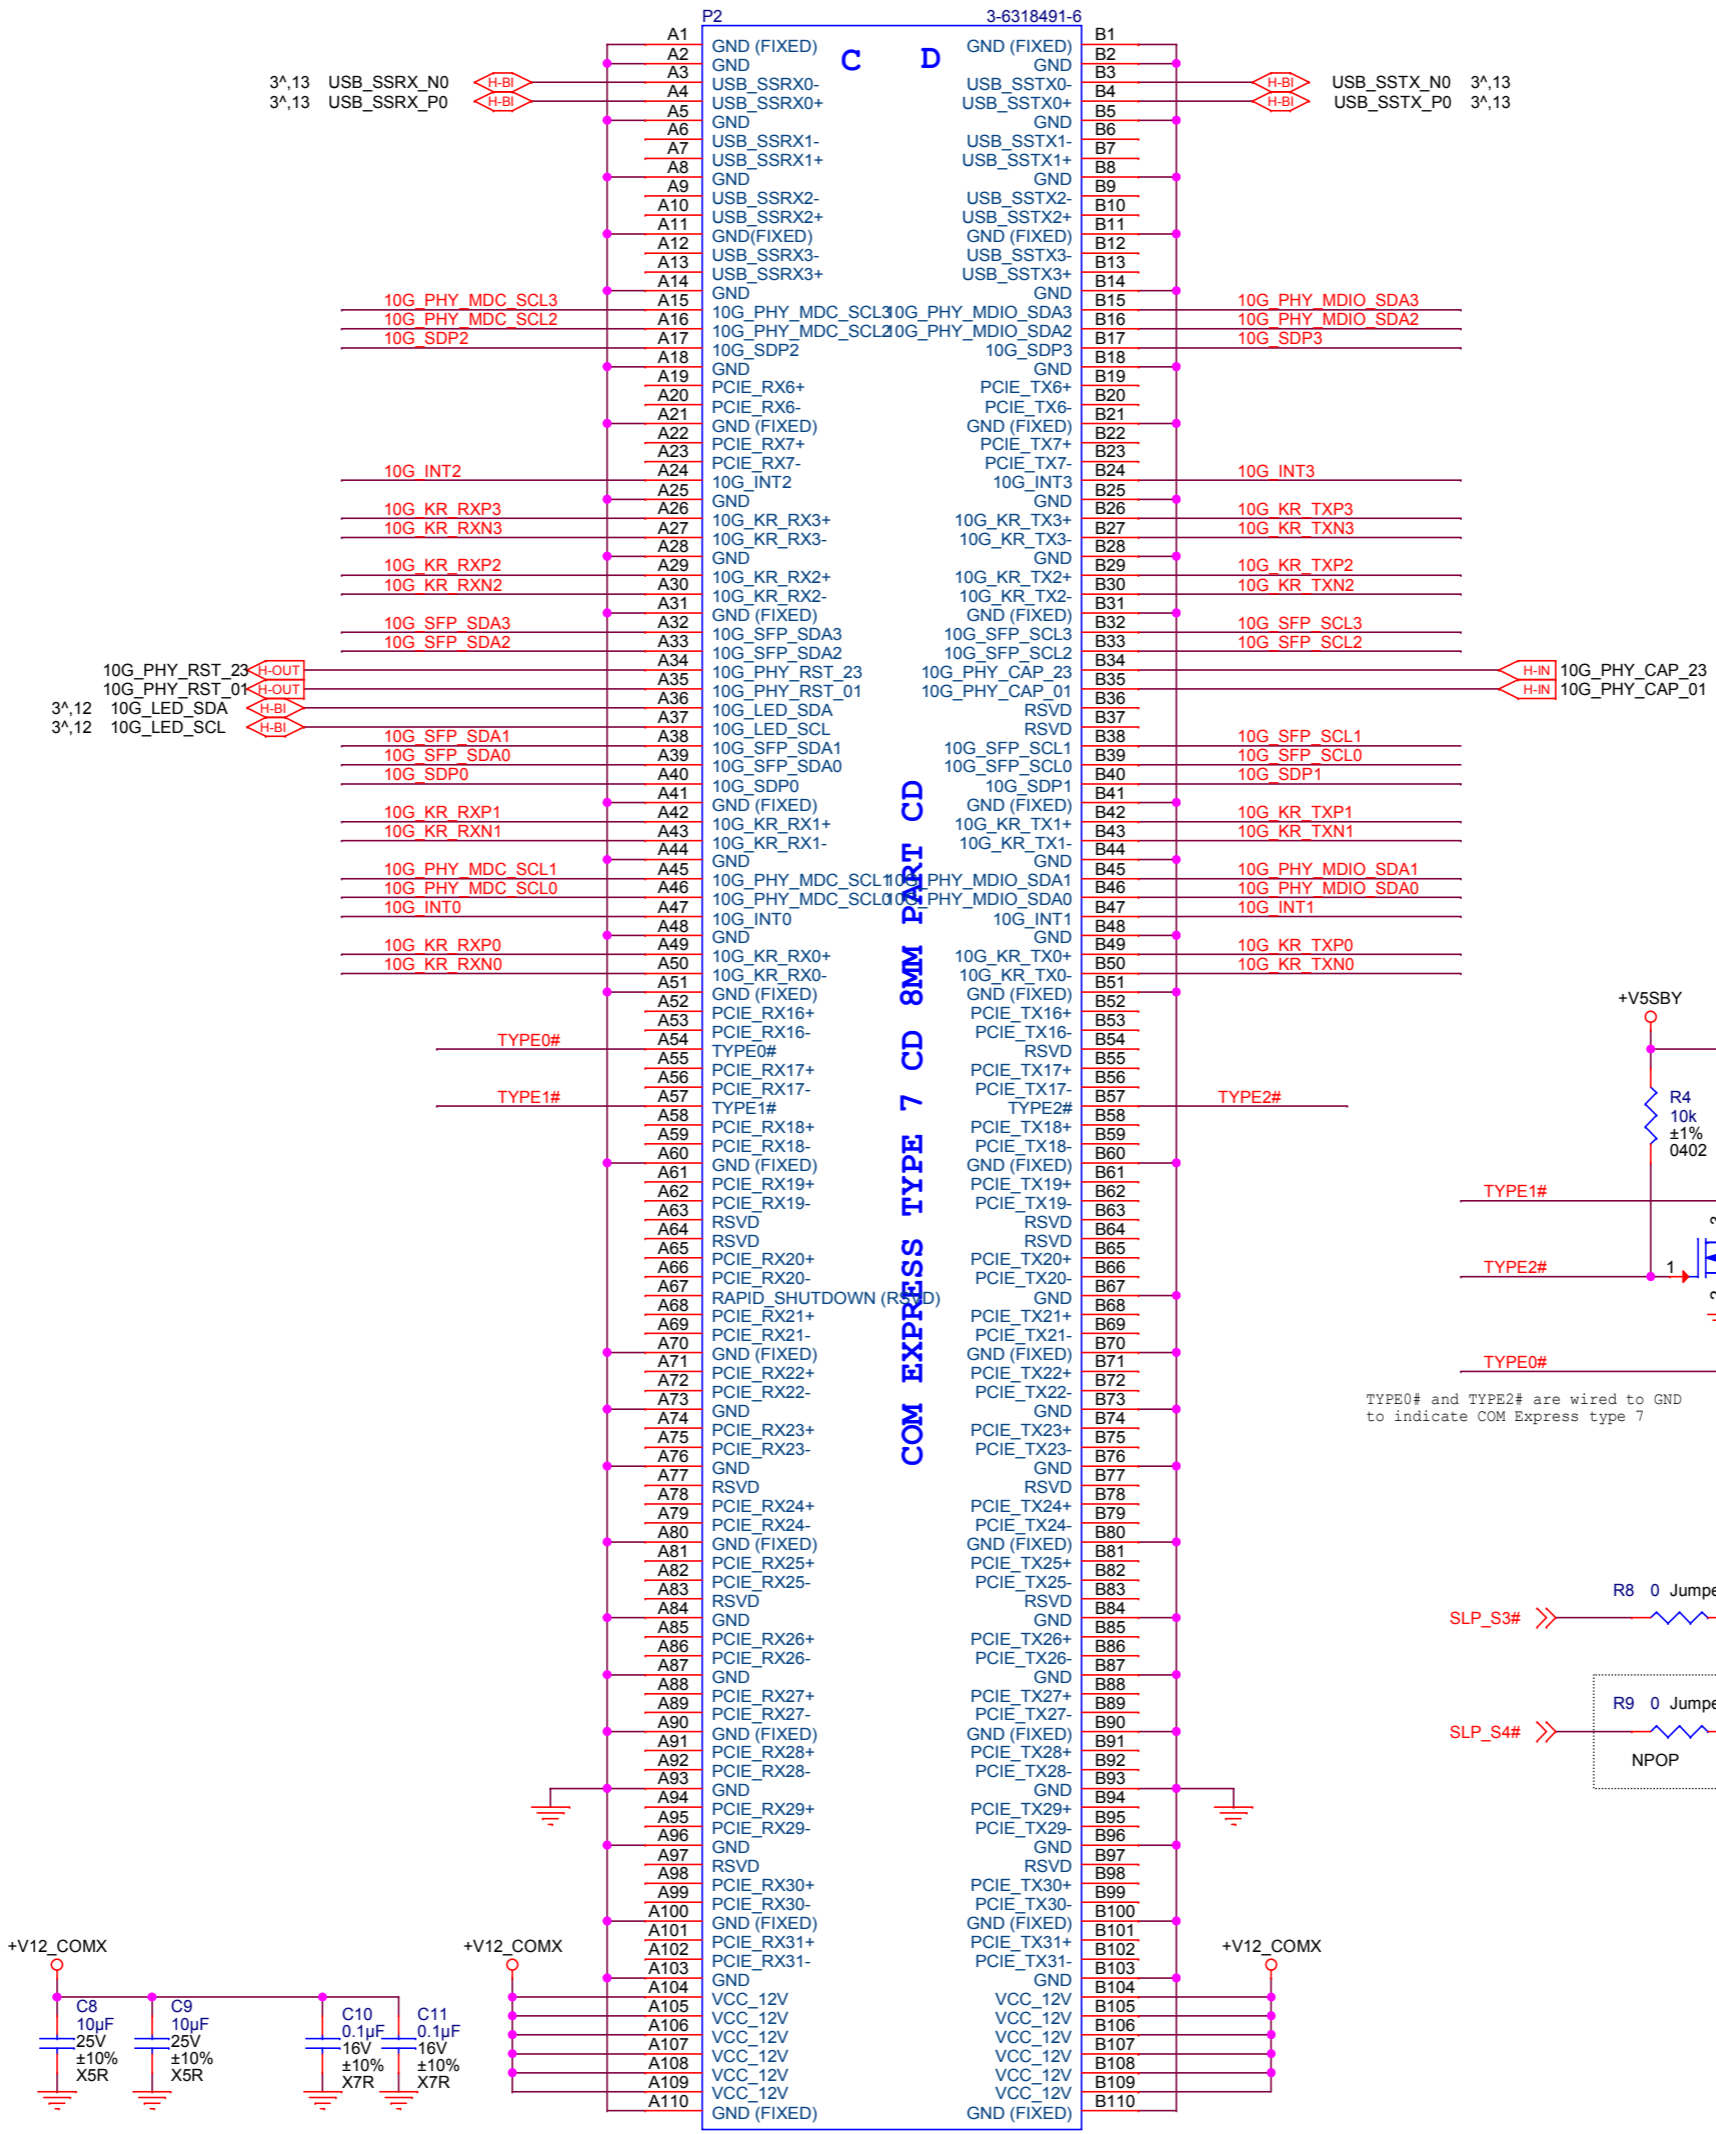 P2 3-6318491-6
C D
A1 GND (FIXED) GND (FIXED) B1
A2 GND GND B2
3^,13 USB_SSRX_N0 H-BI A3 USB_SSRX0- USB_SSTX0- B3 H-BI USB_SSTX_N0 3^,13
3^,13 USB_SSRX_P0 H-BI A4 USB_SSRX0+ USB_SSTX0+ B4 H-BI USB_SSTX_P0 3^,13
A5 GND GND B5
A6 USB_SSRX1- USB_SSTX1- B6
A7 USB_SSRX1+ USB_SSTX1+ B7
A8 GND GND B8
A9 USB_SSRX2- USB_SSTX2- B9
A10 USB_SSRX2+ USB_SSTX2+ B10
A11 GND(FIXED) GND (FIXED) B11
A12 USB_SSRX3- USB_SSTX3- B12
A13 USB_SSRX3+ USB_SSTX3+ B13
A14 GND GND B14
10G_PHY_MDC_SCL3 A15 10G_PHY_MDC_SCL3 10G_PHY_MDIO_SDA3 B15 10G_PHY_MDIO_SDA3
10G_PHY_MDC_SCL2 A16 10G_PHY_MDC_SCL2 10G_PHY_MDIO_SDA2 B16 10G_PHY_MDIO_SDA2
10G_SDP2 A17 10G_SDP2 10G_SDP3 B17 10G_SDP3
A18 GND GND B18
A19 PCIE_RX6+ PCIE_TX6+ B19
A20 PCIE_RX6- PCIE_TX6- B20
A21 GND (FIXED) GND (FIXED) B21
A22 PCIE_RX7+ PCIE_TX7+ B22
A23 PCIE_RX7- PCIE_TX7- B23
10G_INT2 A24 10G_INT2 10G_INT3 B24 10G_INT3
A25 GND GND B25
10G_KR_RXP3 A26 10G_KR_RX3+ 10G_KR_TX3+ B26 10G_KR_TXP3
10G_KR_RXN3 A27 10G_KR_RX3- 10G_KR_TX3- B27 10G_KR_TXN3
A28 GND GND B28
10G_KR_RXP2 A29 10G_KR_RX2+ 10G_KR_TX2+ B29 10G_KR_TXP2
10G_KR_RXN2 A30 10G_KR_RX2- 10G_KR_TX2- B30 10G_KR_TXN2
A31 GND (FIXED) GND (FIXED) B31
10G_SFP_SDA3 A32 10G_SFP_SDA3 10G_SFP_SCL3 B32 10G_SFP_SCL3
10G_SFP_SDA2 A33 10G_SFP_SDA2 10G_SFP_SCL2 B33 10G_SFP_SCL2
10G_PHY_RST_23 H-OUT A34 10G_PHY_RST_23 10G_PHY_CAP_23 B34 H-IN 10G_PHY_CAP_23
10G_PHY_RST_01 H-OUT A35 10G_PHY_RST_01 10G_PHY_CAP_01 B35 H-IN 10G_PHY_CAP_01
3^,12 10G_LED_SDA H-BI A36 10G_LED_SDA RSVD B36
3^,12 10G_LED_SCL H-BI A37 10G_LED_SCL RSVD B37
10G_SFP_SDA1 A38 10G_SFP_SDA1 10G_SFP_SCL1 B38 10G_SFP_SCL1
10G_SFP_SDA0 A39 10G_SFP_SDA0 10G_SFP_SCL0 B39 10G_SFP_SCL0
10G_SDP0 A40 10G_SDP0 10G_SDP1 B40 10G_SDP1
A41 GND (FIXED) GND (FIXED) B41
10G_KR_RXP1 A42 10G_KR_RX1+ 10G_KR_TX1+ B42 10G_KR_TXP1
10G_KR_RXN1 A43 10G_KR_RX1- 10G_KR_TX1- B43 10G_KR_TXN1
A44 GND GND B44
10G_PHY_MDC_SCL1 A45 10G_PHY_MDC_SCL1 10G_PHY_MDIO_SDA1 B45 10G_PHY_MDIO_SDA1
10G_PHY_MDC_SCL0 A46 10G_PHY_MDC_SCL0 10G_PHY_MDIO_SDA0 B46 10G_PHY_MDIO_SDA0
10G_INT0 A47 10G_INT0 10G_INT1 B47 10G_INT1
A48 GND GND B48
10G_KR_RXP0 A49 10G_KR_RX0+ 10G_KR_TX0+ B49 10G_KR_TXP0
10G_KR_RXN0 A50 10G_KR_RX0- 10G_KR_TX0- B50 10G_KR_TXN0
A51 GND (FIXED) GND (FIXED) B51
A52 PCIE_RX16+ PCIE_TX16+ B52
A53 PCIE_RX16- PCIE_TX16- B53
TYPE0# A54 TYPE0# RSVD B54
A55 PCIE_RX17+ PCIE_TX17+ B55
A56 PCIE_RX17- PCIE_TX17- B56
TYPE1# A57 TYPE1# TYPE2# B57 TYPE2#
A58 PCIE_RX18+ PCIE_TX18+ B58
A59 PCIE_RX18- PCIE_TX18- B59
A60 GND (FIXED) GND (FIXED) B60
A61 PCIE_RX19+ PCIE_TX19+ B61
A62 PCIE_RX19- PCIE_TX19- B62
A63 RSVD RSVD B63
A64 RSVD RSVD B64
A65 PCIE_RX20+ PCIE_TX20+ B65
A66 PCIE_RX20- PCIE_TX20- B66
A67 RAPID_SHUTDOWN (RSVD) GND B67
A68 PCIE_RX21+ PCIE_TX21+ B68
A69 PCIE_RX21- PCIE_TX21- B69
A70 GND (FIXED) GND (FIXED) B70
A71 PCIE_RX22+ PCIE_TX22+ B71
A72 PCIE_RX22- PCIE_TX22- B72
A73 GND GND B73
A74 PCIE_RX23+ PCIE_TX23+ B74
A75 PCIE_RX23- PCIE_TX23- B75
A76 GND GND B76
A77 RSVD RSVD B77
A78 PCIE_RX24+ PCIE_TX24+ B78
A79 PCIE_RX24- PCIE_TX24- B79
A80 GND (FIXED) GND (FIXED) B80
A81 PCIE_RX25+ PCIE_TX25+ B81
A82 PCIE_RX25- PCIE_TX25- B82
A83 RSVD RSVD B83
A84 GND GND B84
A85 PCIE_RX26+ PCIE_TX26+ B85
A86 PCIE_RX26- PCIE_TX26- B86
A87 GND GND B87
A88 PCIE_RX27+ PCIE_TX27+ B88
A89 PCIE_RX27- PCIE_TX27- B89
A90 GND (FIXED) GND (FIXED) B90
A91 PCIE_RX28+ PCIE_TX28+ B91
A92 PCIE_RX28- PCIE_TX28- B92
A93 GND GND B93
A94 PCIE_RX29+ PCIE_TX29+ B94
A95 PCIE_RX29- PCIE_TX29- B95
A96 GND GND B96
A97 RSVD RSVD B97
A98 PCIE_RX30+ PCIE_TX30+ B98
A99 PCIE_RX30- PCIE_TX30- B99
A100 GND (FIXED) GND (FIXED) B100
A101 PCIE_RX31+ PCIE_TX31+ B101
A102 PCIE_RX31- PCIE_TX31- B102
A103 GND GND B103
A104 VCC_12V VCC_12V B104
A105 VCC_12V VCC_12V B105
A106 VCC_12V VCC_12V B106
A107 VCC_12V VCC_12V B107
A108 VCC_12V VCC_12V B108
A109 VCC_12V VCC_12V B109
A110 GND (FIXED) GND (FIXED) B110
COM EXPRESS TYPE 7 CD 8MM PART CD
+V5SBY
R4
10k
±1%
0402
TYPE1#
TYPE2# 1
TYPE0#
TYPE0# and TYPE2# are wired to GND
to indicate COM Express type 7
R8 0 Jumpe
SLP_S3#
R9 0 Jumpe
SLP_S4#
NPOP
+V12_COMX +V12_COMX +V12_COMX
C8
10µF
25V
±10%
X5R
C9
10µF
25V
±10%
X5R
C10
0.1µF
16V
±10%
X7R
C11
0.1µF
16V
±10%
X7R